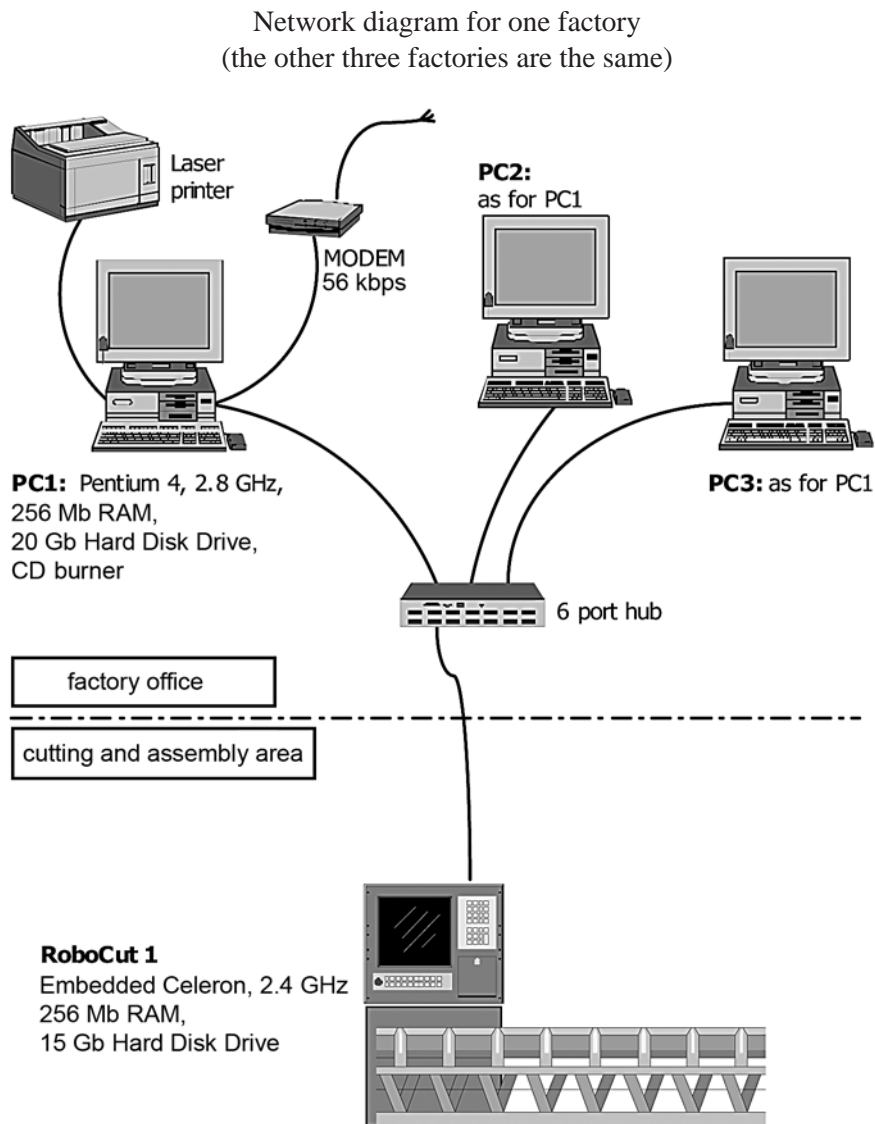 Network diagram for one factory
(the other three factories are the same)
Laser
printer
MODEM
56 kbps
PC2:
as for PC1
PC1: Pentium 4, 2.8 GHz,
256 Mb RAM,
20 Gb Hard Disk Drive,
CD burner
PC3: as for PC1
6 port hub
factory office
cutting and assembly area
RoboCut 1
Embedded Celeron, 2.4 GHz
256 Mb RAM,
15 Gb Hard Disk Drive